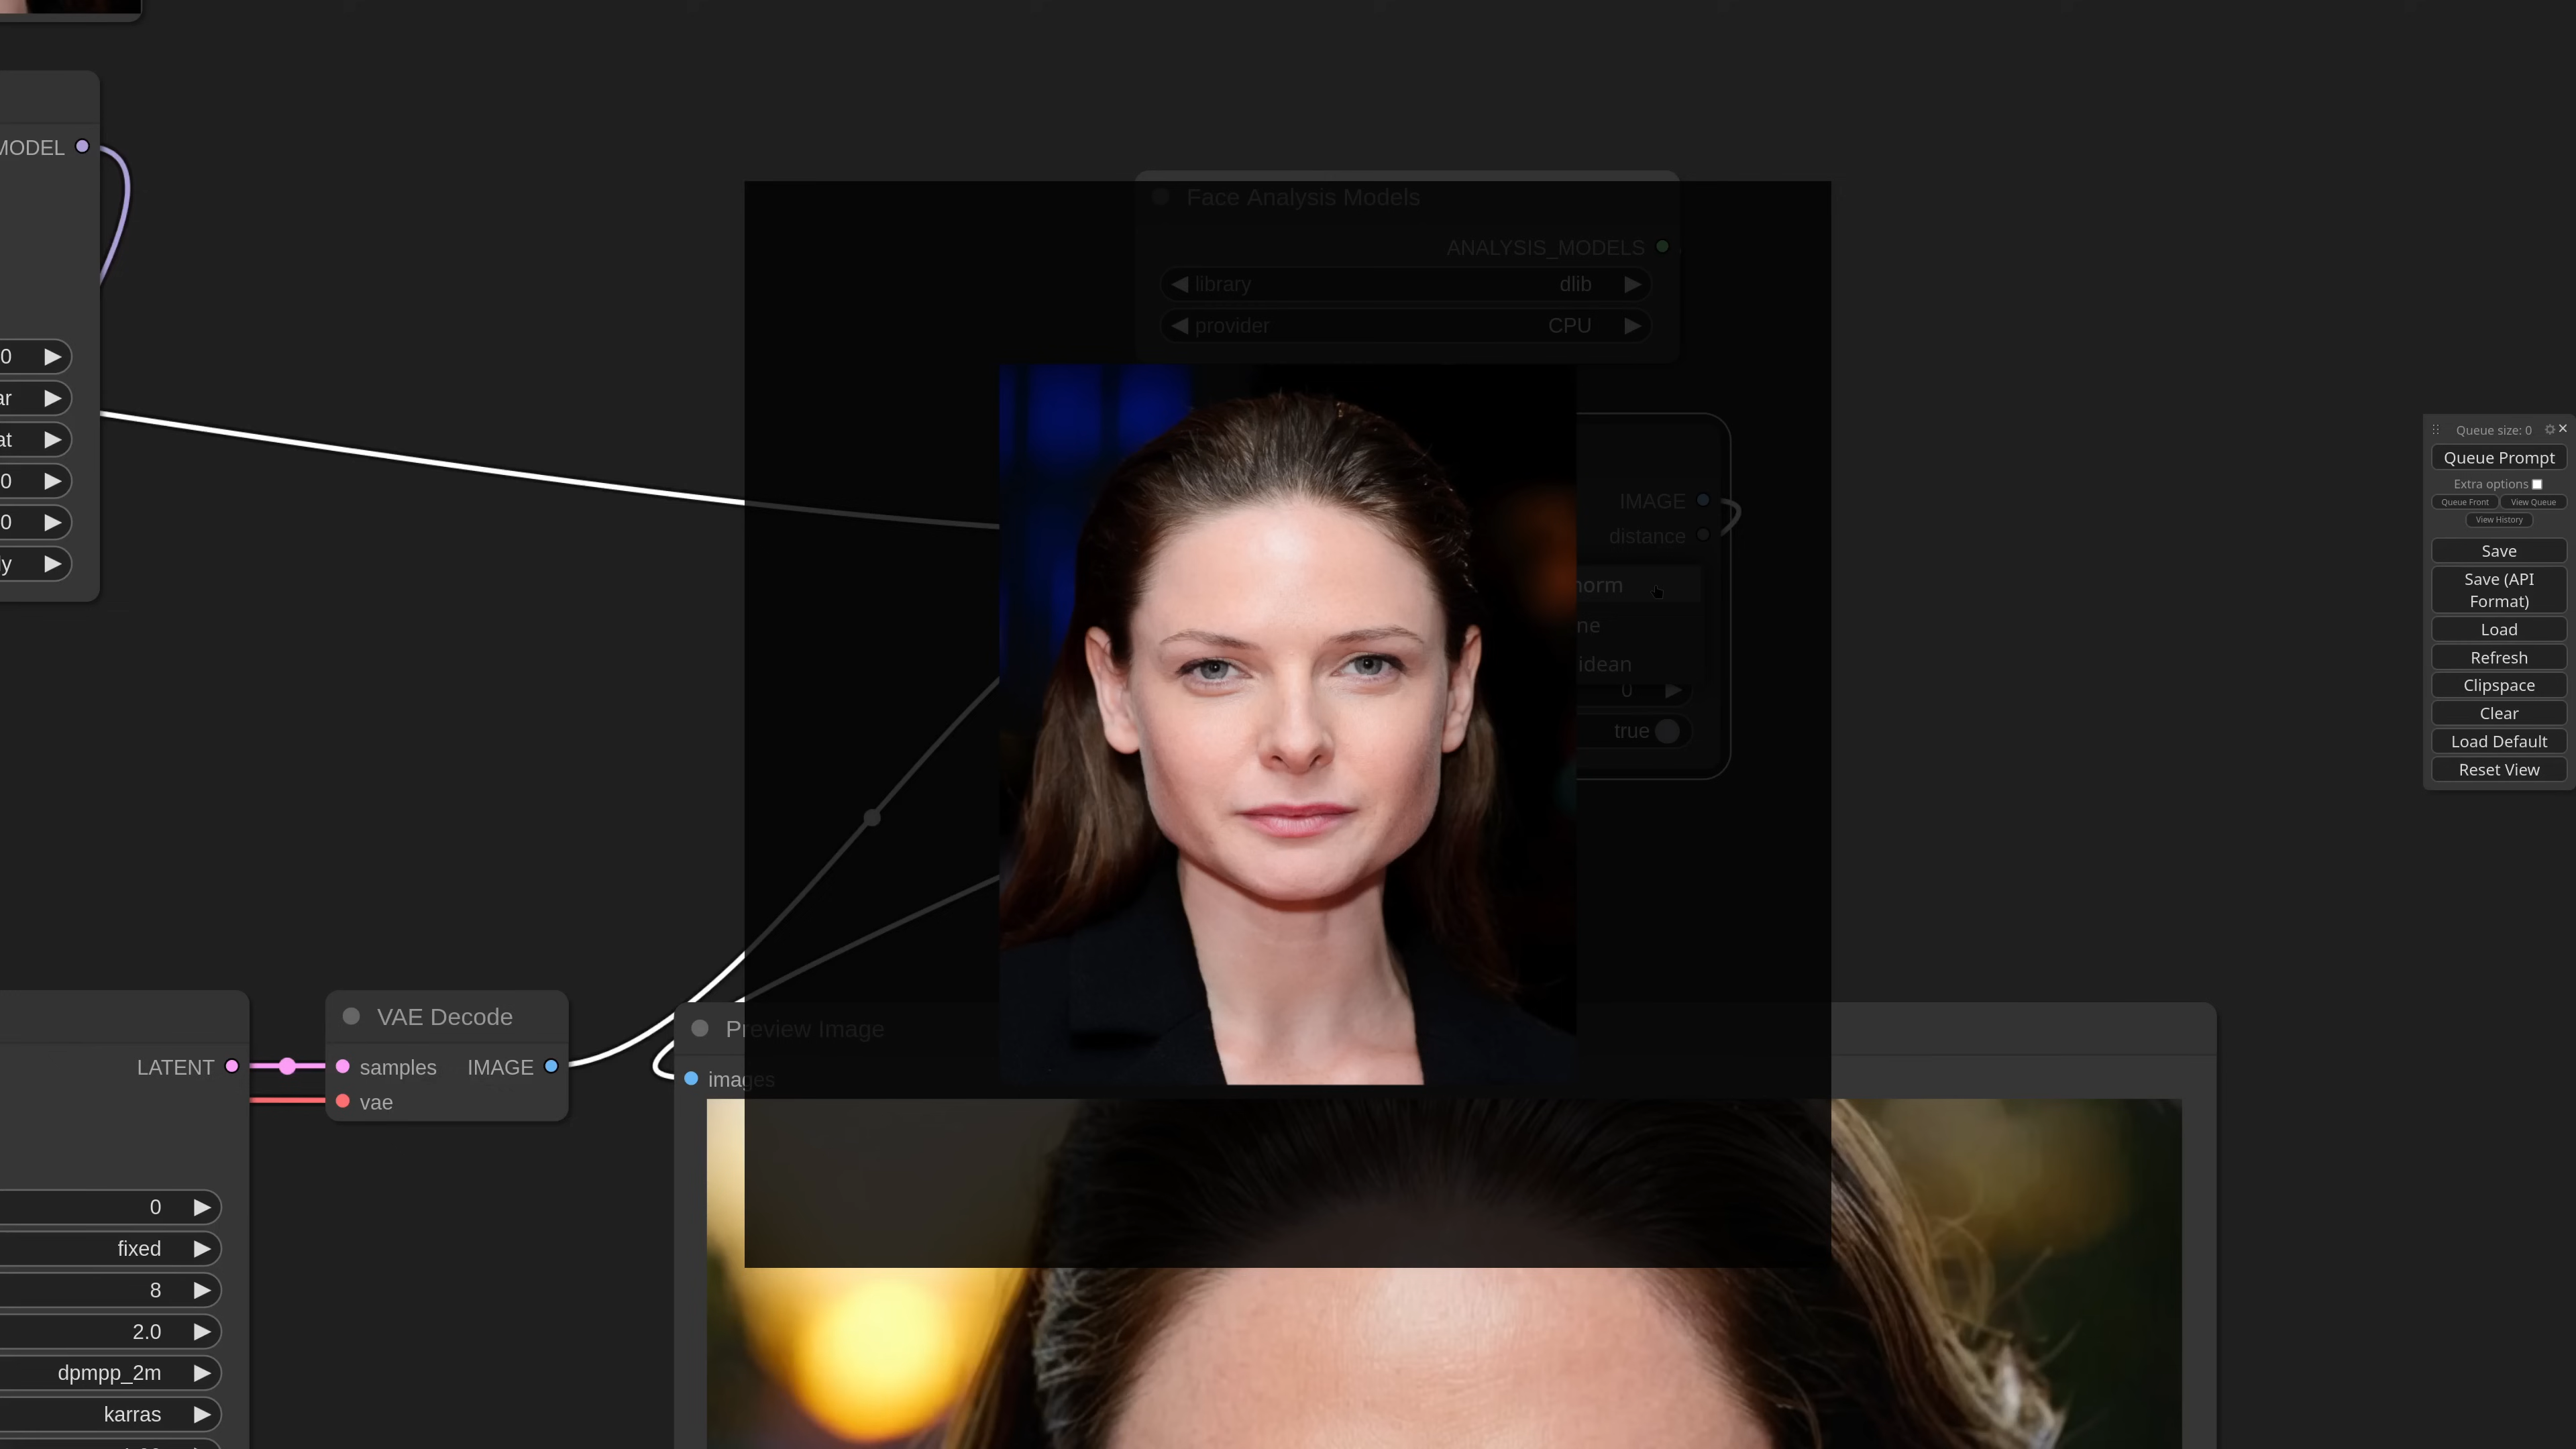 MODEL
0
ar
at
0
0
ly
Face Analysis Models
ANALYSIS_MODELS
library dlib
provider CPU
IMAGE
distance
norm
ne
idean
0
true
Queue size: 0
Queue Prompt
Extra options
Queue Front View Queue
View History
Save
Save (API
Format)
Load
Refresh
Clipspace
Clear
Load Default
Reset View
LATENT
VAE Decode
samples IMAGE
vae
Preview Image
images
0
fixed
8
2.0
dpmpp_2m
karras